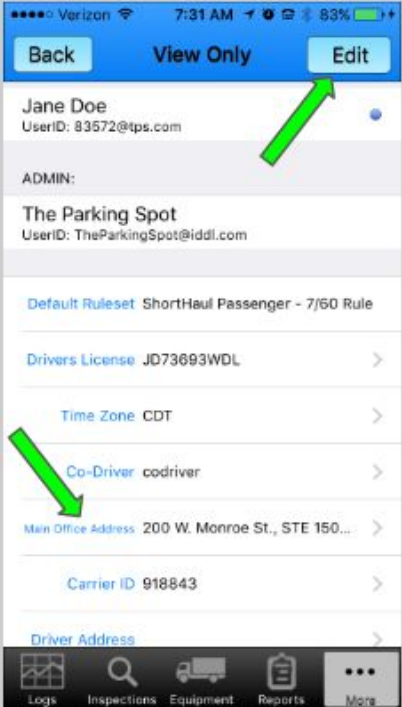 Verizon 7:31 AM 83%
Back View Only Edit
Jane Doe
UserID: 83572@tps.com
ADMIN:
The Parking Spot
UserID: TheParkingSpot@iddl.com
Default Ruleset ShortHaul Passenger - 7/60 Rule
Drivers License JD73693WDL
Time Zone CDT
Co-Driver codriver
Main Office Address 200 W. Monroe St., STE 150...
Carrier ID 918843
Driver Address
Logs Inspections Equipment Reports More